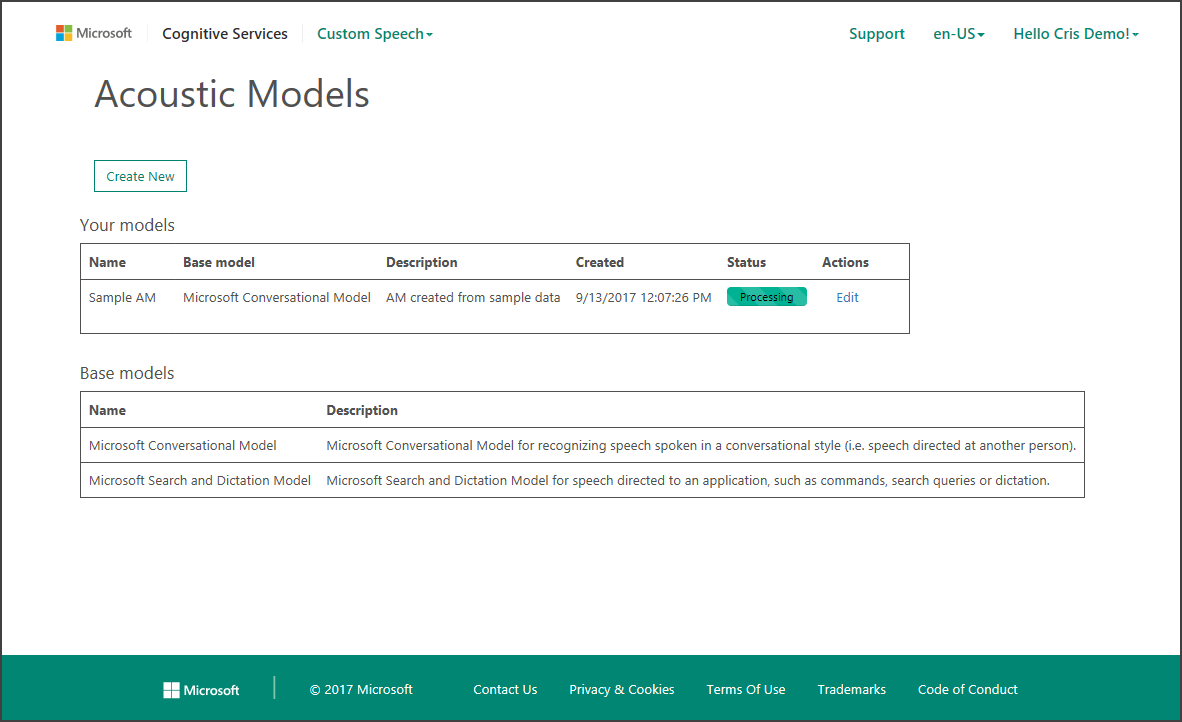 Microsoft Cognitive Services Custom Speech Support en-US Hello Cris Demo!
Acoustic Models
Create New
Your models
Name Base model Description Created Status Actions
Sample AM Microsoft Conversational Model AM created from sample data 9/13/2017 12:07:26 PM Processing Edit
Base models
Name Description
Microsoft Conversational Model Microsoft Conversational Model for recognizing speech spoken in a conversational style (i.e. speech directed at another person).
Microsoft Search and Dictation Model Microsoft Search and Dictation Model for speech directed to an application, such as commands, search queries or dictation.
Microsoft © 2017 Microsoft Contact Us Privacy & Cookies Terms Of Use Trademarks Code of Conduct